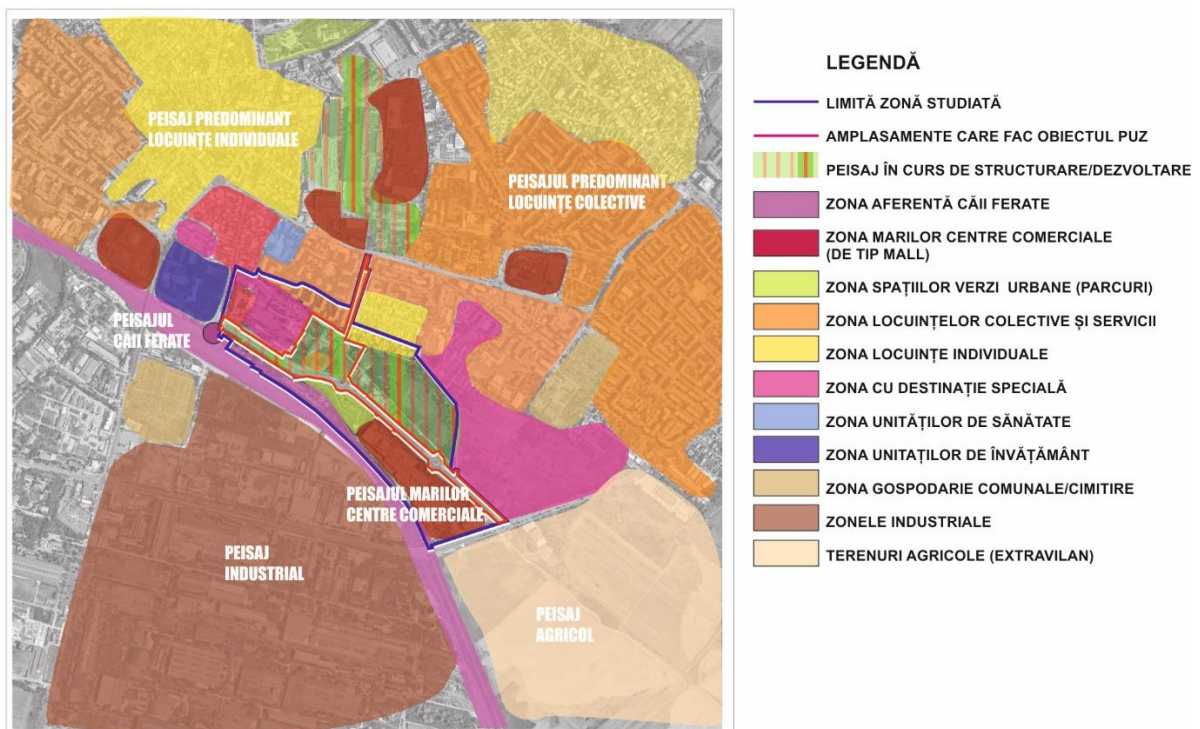 PEISAJ PREDOMINANT
LOCUINȚE INDIVIDUALE
PEISAJUL PREDOMINANT
LOCUINȚE COLECTIVE
PEISAJUL
CĂII FERATE
PEISAJUL MARILOR
CENTRE COMERCIALE
PEISAJ
INDUSTRIAL
PEISAJ
AGRICOL
LEGENDĂ
LIMITĂ ZONĂ STUDIATĂ
AMPLASAMENTE CARE FAC OBIECTUL PUZ
PEISAJ ÎN CURS DE STRUCTURARE/DEZVOLTARE
ZONA AFERENTĂ CĂII FERATE
ZONA MARILOR CENTRE COMERCIALE
(DE TIP MALL)
ZONA SPAȚIILOR VERZI URBANE (PARCURI)
ZONA LOCUINȚELOR COLECTIVE ȘI SERVICII
ZONA LOCUINȚE INDIVIDUALE
ZONA CU DESTINAȚIE SPECIALĂ
ZONA UNITĂȚILOR DE SĂNĂTATE
ZONA UNITAȚILOR DE ÎNVĂȚĂMÂNT
ZONA GOSPODARIE COMUNALE/CIMITIRE
ZONELE INDUSTRIALE
TERENURI AGRICOLE (EXTRAVILAN)